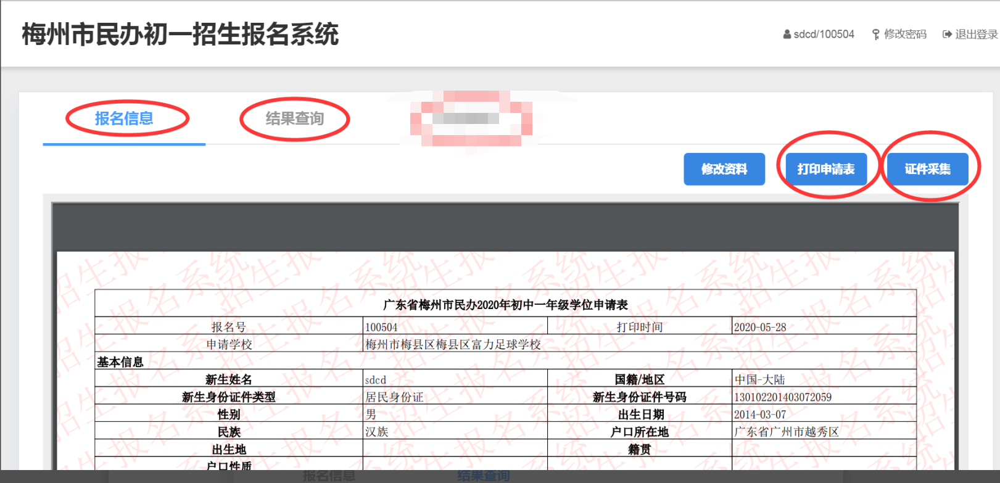 梅州市民办初一招生报名系统
sdcd/100504 修改密码 退出登录
报名信息 结果查询
修改资料 打印申请表 证件采集
招生报名系统
广东省梅州市民办2020年初中一年级学位申请表
报名号 100504 打印时间 2020-05-28
申请学校 梅州市梅县区梅县区富力足球学校
基本信息
新生姓名 sdcd 国籍/地区 中国-大陆
新生身份证件类型 居民身份证 新生身份证件号码 130102201403072059
性别 男 出生日期 2014-03-07
民族 汉族 户口所在地 广东省广州市越秀区
出生地 籍贯
户口性质
报名信息 结果查询